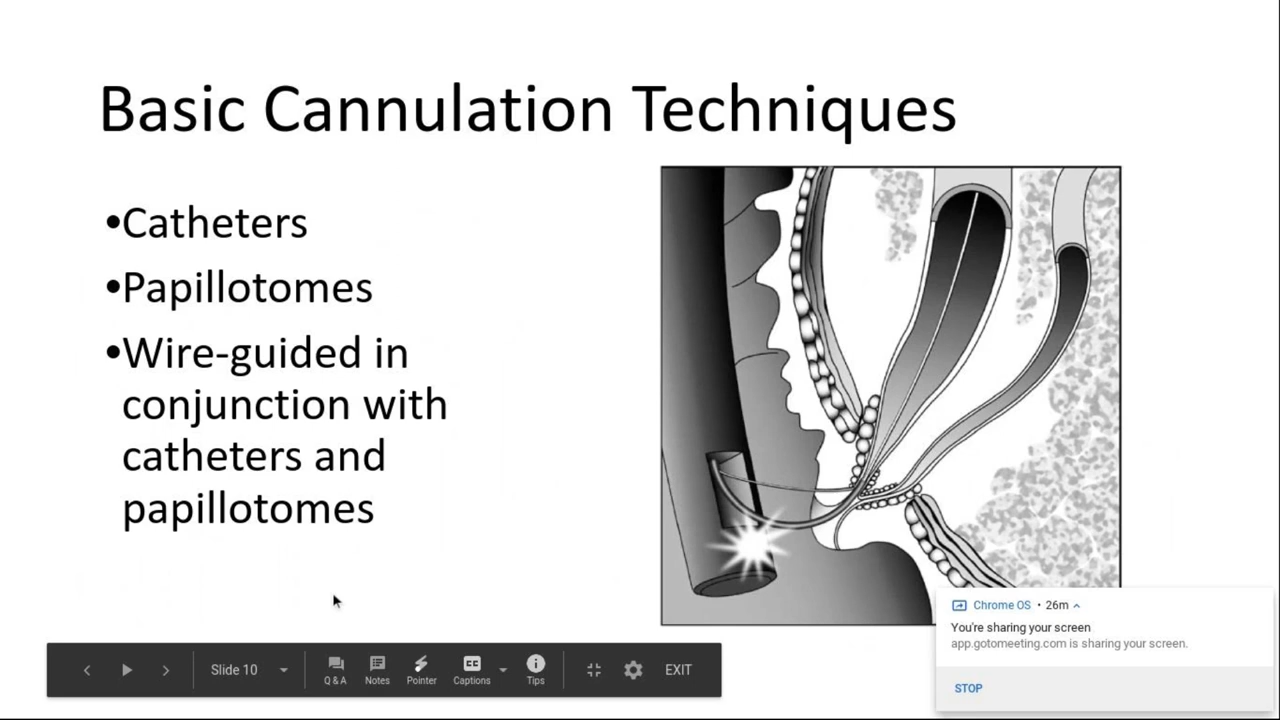 Basic Cannulation Techniques
•Catheters
•Papillotomes
•Wire-guided in
conjunction with
catheters and
papillotomes
Chrome OS • 26m
You're sharing your screen
app.gotomeeting.com is sharing your screen.
STOP
Slide 10
Q & A
Notes
Pointer
CC
Captions
Tips
EXIT